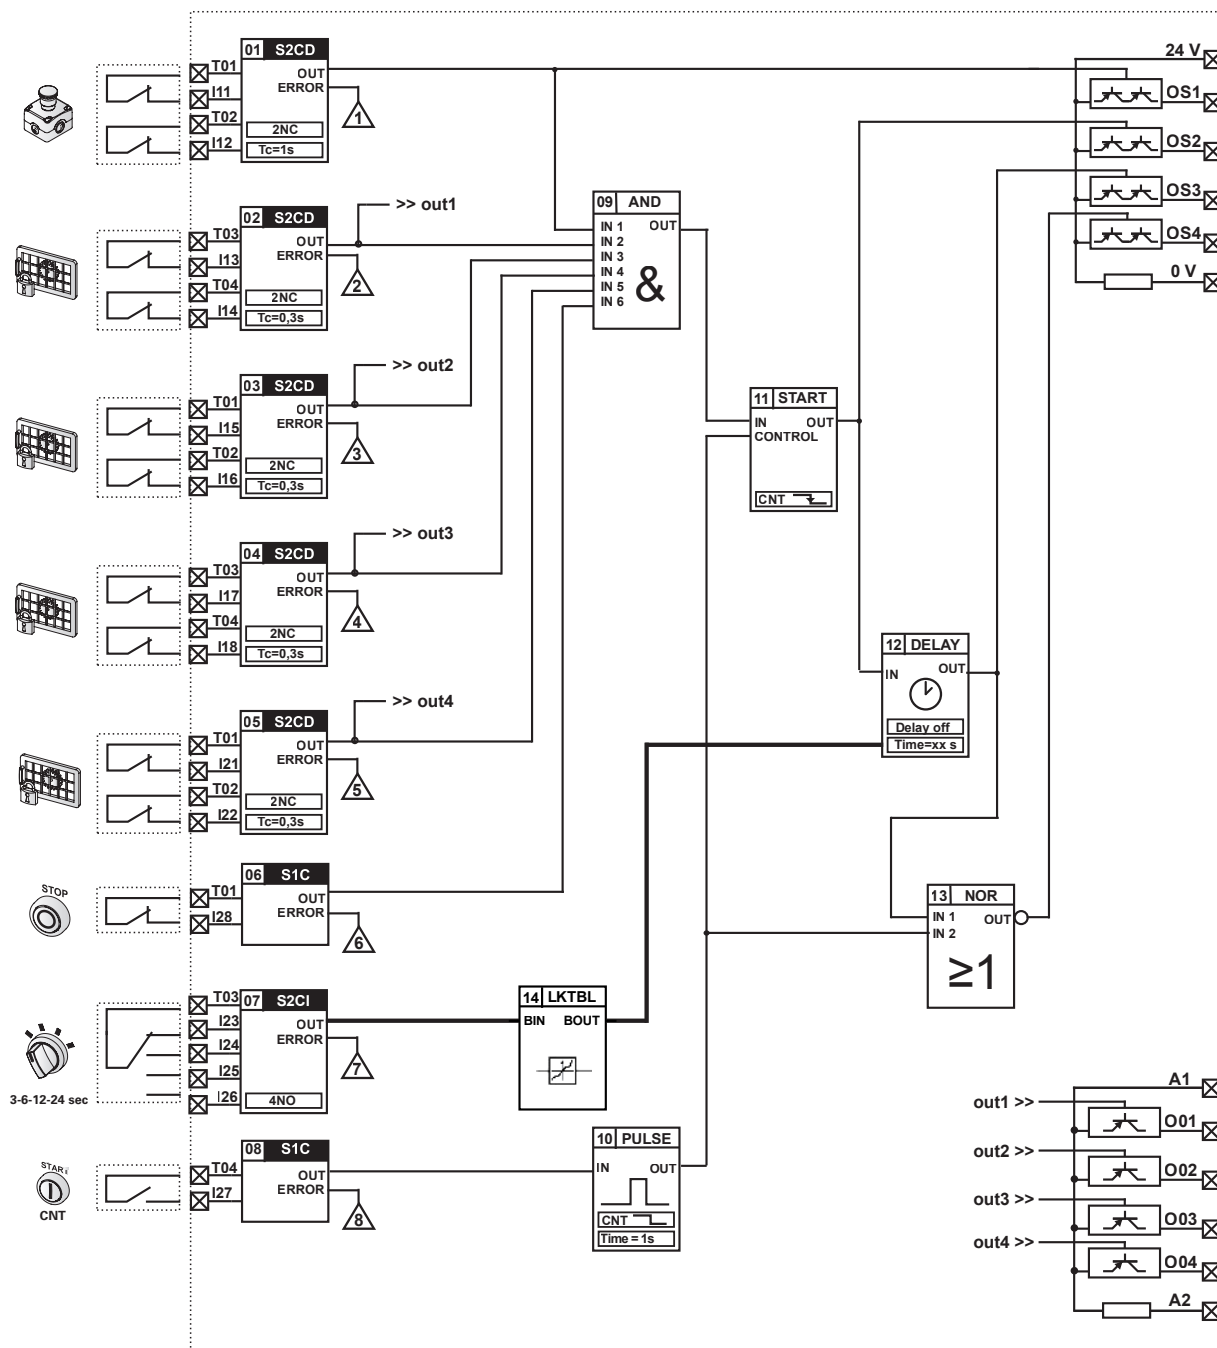 01 S2CD
T01
OUT
I11
ERROR
1
T02
2NC
I12
Tc=1s
24 V
OS1
OS2
OS3
OS4
0 V
02 S2CD
>> out1
T03
OUT
I13
ERROR
2
T04
2NC
I14
Tc=0,3s
09 AND
IN 1 OUT
IN 2
IN 3
IN 4
IN 5
IN 6
&
03 S2CD
>> out2
T01
OUT
I15
ERROR
3
T02
2NC
I16
Tc=0,3s
11 START
IN OUT
CONTROL
CNT
04 S2CD
>> out3
T03
OUT
I17
ERROR
4
T04
2NC
I18
Tc=0,3s
12 DELAY
IN OUT
Delay off
Time=xx s
05 S2CD
>> out4
T01
OUT
I21
ERROR
5
T02
2NC
I22
Tc=0,3s
STOP
06 S1C
T01
OUT
I28
ERROR
6
13 NOR
IN 1 OUT
IN 2
≥1
3-6-12-24 sec
07 S2CI
T03
I23
OUT
ERROR
I24
7
I25
I26
4NO
14 LKTBL
BIN BOUT
START
CNT
08 S1C
T04
OUT
I27
ERROR
8
10 PULSE
IN OUT
CNT
Time = 1s
A1
out1 >>
O01
out2 >>
O02
out3 >>
O03
out4 >>
O04
A2